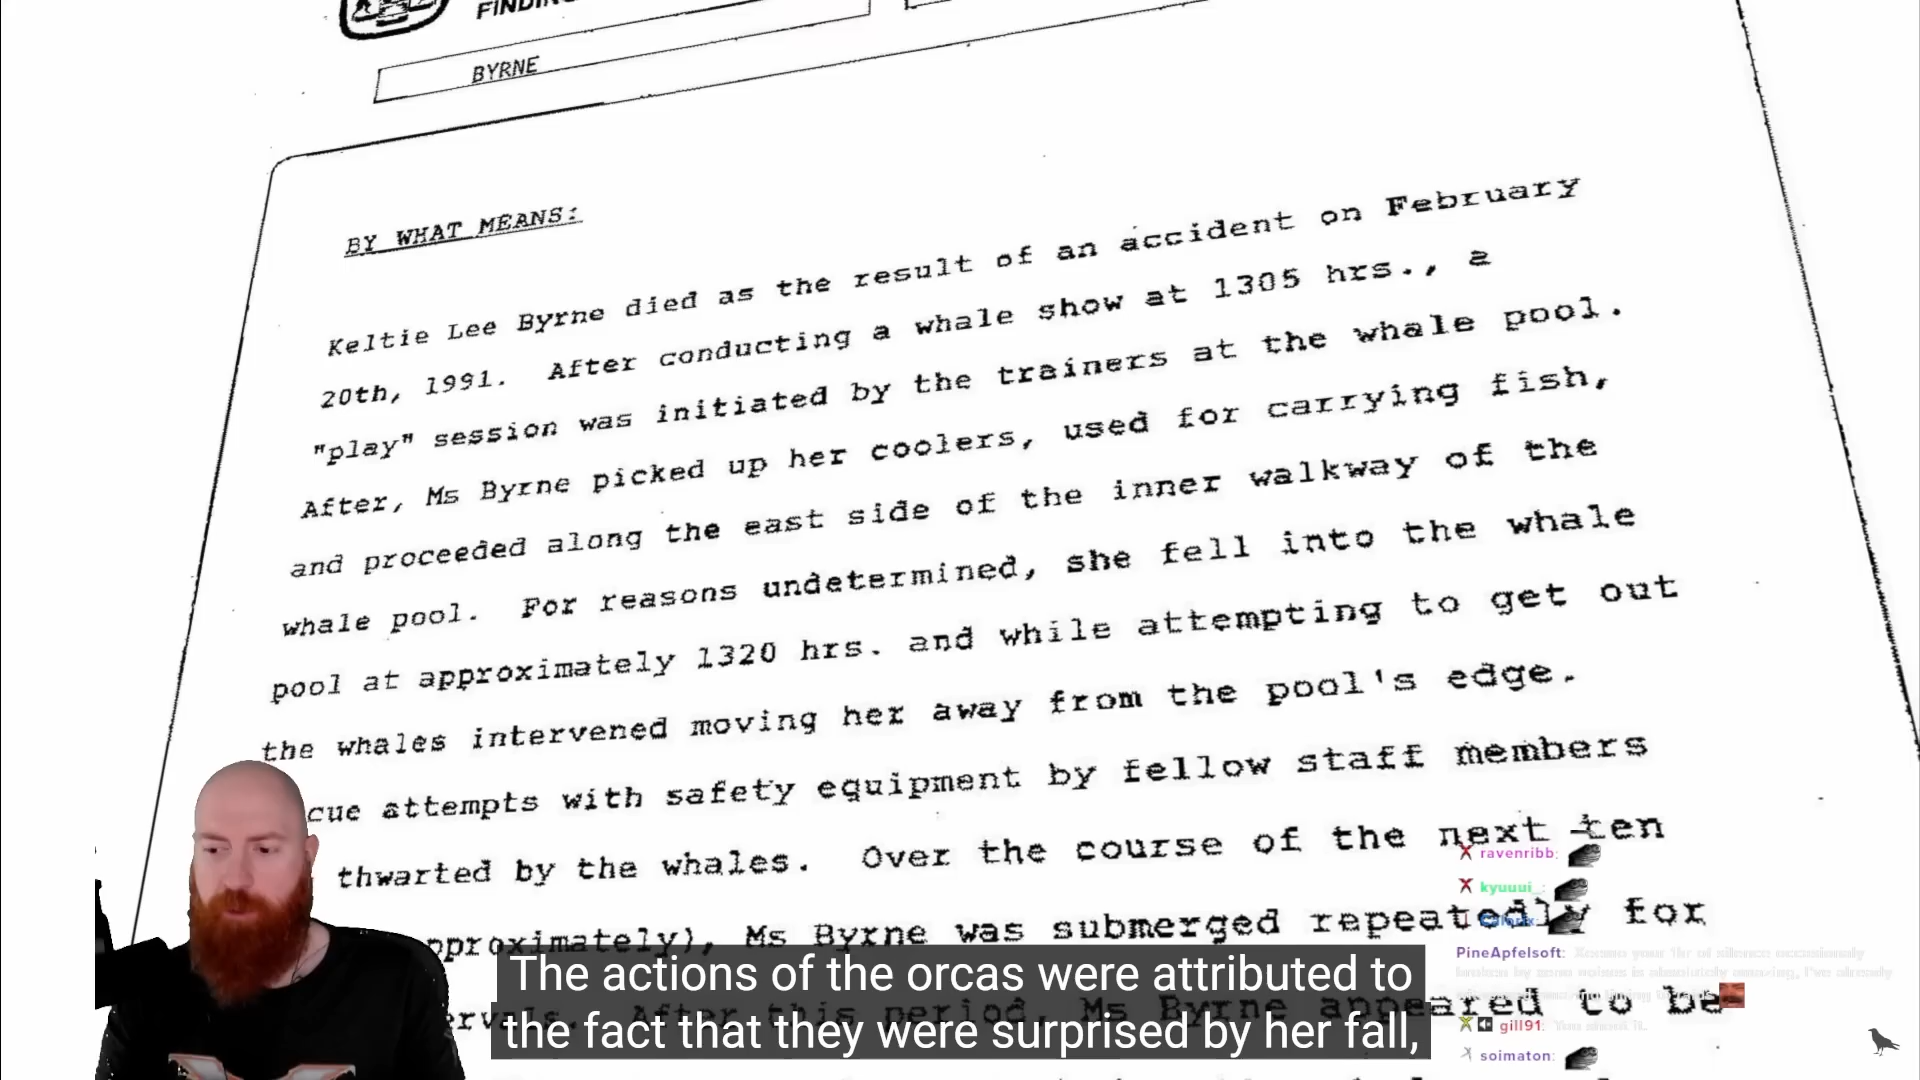 FINDIN
BYRNE
BY WHAT MEANS:
Keltie Lee Byrne died as the result of an accident on February
20th, 1991. After conducting a whale show at 1305 hrs., a
"play" session was initiated by the trainers at the whale pool.
After, Ms Byrne picked up her coolers, used for carrying fish,
and proceeded along the east side of the inner walkway of the
whale pool. For reasons undetermined, she fell into the whale
pool at approximately 1320 hrs. and while attempting to get out
the whales intervened moving her away from the pool's edge.
cue attempts with safety equipment by fellow staff members
thwarted by the whales. Over the course of the next ten
pproximately), Ms Byrne was submerged repeatedly for
ervals. After this period, Ms Byrne appeared to be
The actions of the orcas were attributed to
the fact that they were surprised by her fall,
ravenribb:
kyuuui_:
PineApfelsoft:
gill91: You
soimaton: